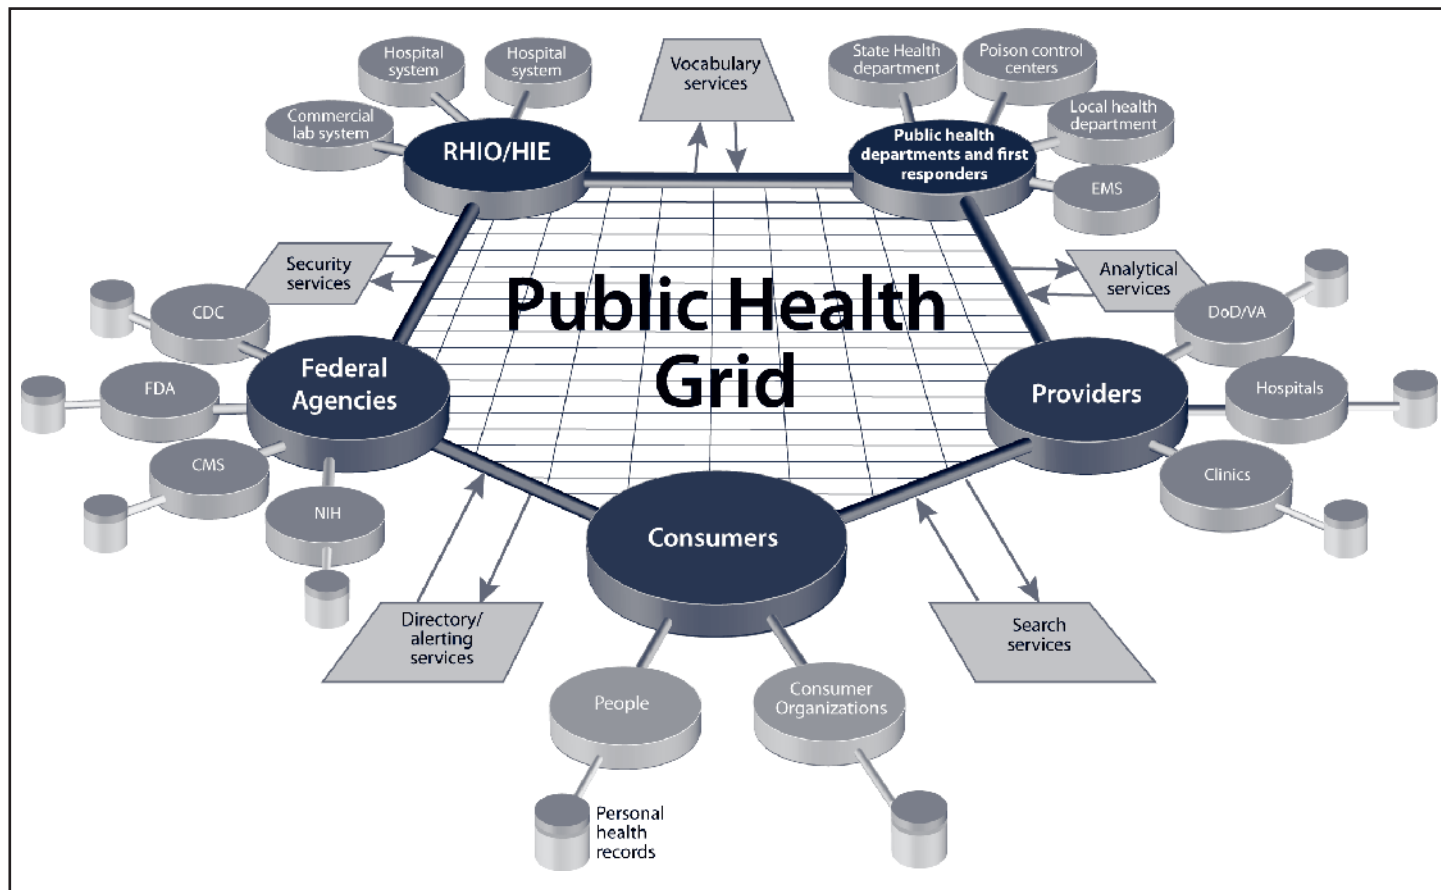 Hospital
system
Hospital
system
Commercial
lab system
RHIO/HIE
Vocabulary
services
State Health
department
Poison control
centers
Local health
department
Public health
departments and first
responders
EMS
Security
services
Analytical
services
CDC
FDA
CMS
NIH
Federal
Agencies
Public Health
Grid
Providers
DoD/VA
Hospitals
Clinics
Consumers
Directory/
alerting
services
Search
services
People
Consumer
Organizations
Personal
health
records